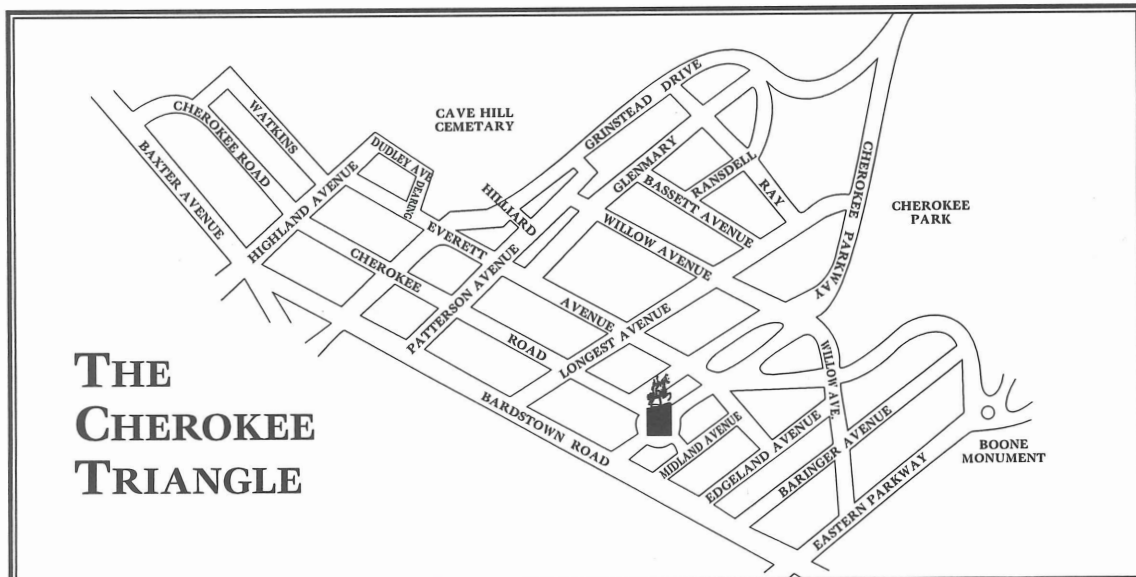 THE
CHEROKEE
TRIANGLE
CAVE HILL
CEMETARY
CHEROKEE
PARK
BOONE
MONUMENT
CHEROKEE ROAD
WATKINS
BAXTER AVENUE
HIGHLAND AVENUE
DUDLEY AVE
DEARING
HILLIARD
EVERETT
AVENUE
CHEROKEE
ROAD
PATTERSON AVENUE
GRINSTEAD DRIVE
GLENMARY
RANSDELL
RAY
BASSETT AVENUE
WILLOW AVENUE
LONGEST AVENUE
CHEROKEE PARKWAY
WILLOW AVE.
BARDSTOWN ROAD
MIDLAND AVENUE
EDGELAND AVENUE
BARINGER AVENUE
EASTERN PARKWAY